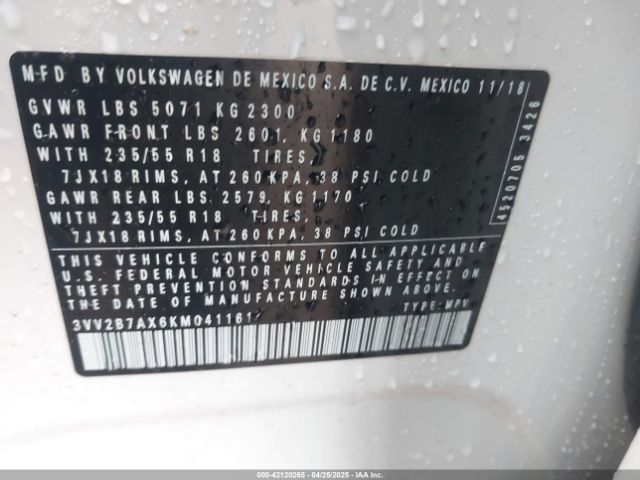 MFD BY VOLKSWAGEN DE MEXICO S.A. DE C.V. MEXICO 11/18
GVWR LBS 5071 KG 2300
GAWR FRONT LBS 2601, KG 1180
WITH 235/55 R18 TIRES,
7JX18 RIMS, AT 260 KPA, 38 PSI COLD
GAWR REAR LBS 2579, KG 1170
WITH 235/55 R18 TIRES,
7JX18 RIMS, AT 260 KPA, 38 PSI COLD
THIS VEHICLE CONFORMS TO ALL APPLICABLE
U.S. FEDERAL MOTOR VEHICLE SAFETY AND
THEFT PREVENTION STANDARDS IN EFFECT ON
THE DATE OF MANUFACTURE SHOWN ABOVE.
TYPE: MPV
4520705 3426
000-42120265 - 04/25/2025 - IAAI.com